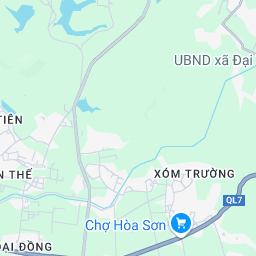 UBND xã Đại
TIÊN
N THẾ
XÓM TRƯỜNG
QL7
Chợ Hòa Sơn
ĐẠI ĐỒNG